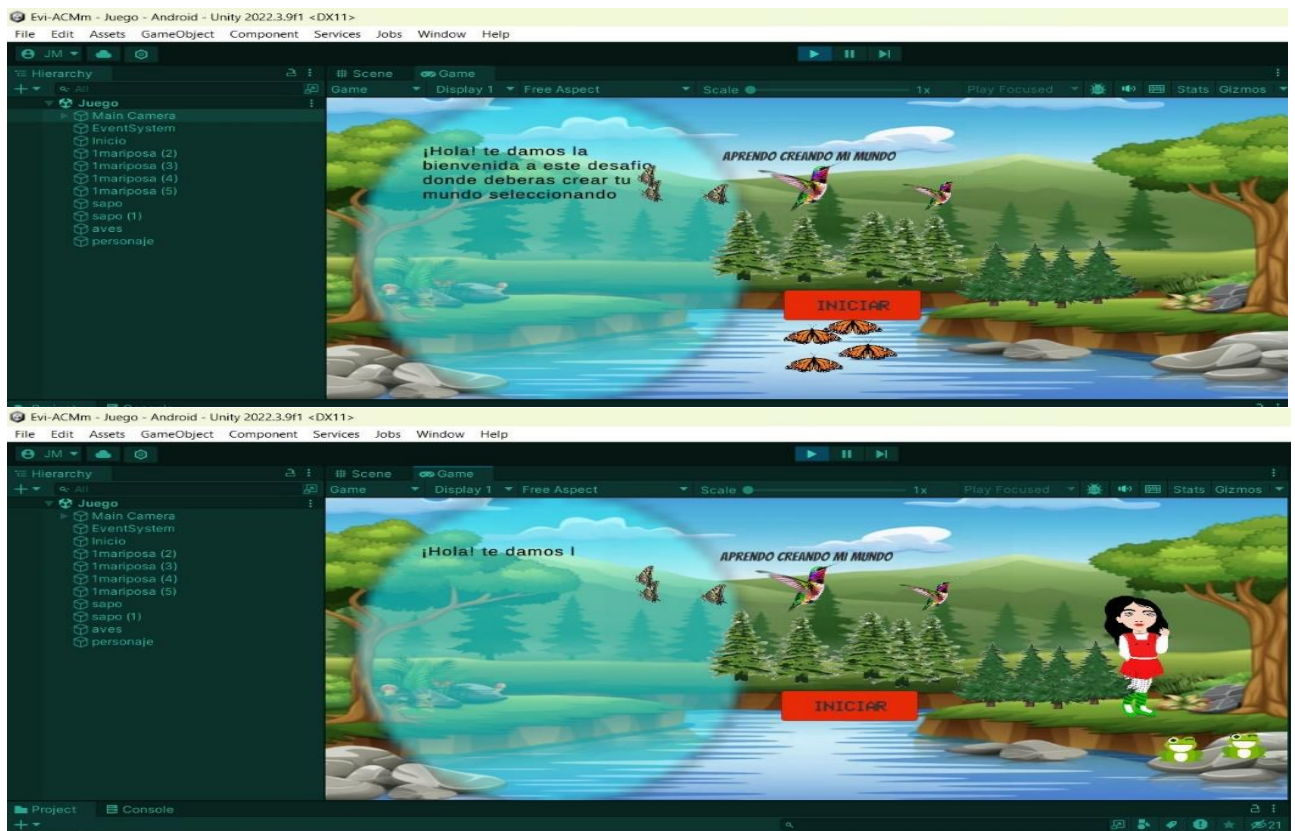 Evi-ACMm - Juego - Android - Unity 2022.3.9f1 <DX11>
File Edit Assets GameObject Component Services Jobs Window Help
JM
Hierarchy
Scene Game
All
Game Display 1 Free Aspect Scale 1x Play Focused Stats Gizmos
Juego
Main Camera
EventSystem
Inicio
1mariposa (2)
1mariposa (3)
1mariposa (4)
1mariposa (5)
sapo
sapo (1)
aves
personaje
¡Hola! te damos la
bienvenida a este desafio
donde deberas crear tu
mundo seleccionando
APRENDO CREANDO MI MUNDO
INICIAR
Evi-ACMm - Juego - Android - Unity 2022.3.9f1 <DX11>
File Edit Assets GameObject Component Services Jobs Window Help
JM
Hierarchy
Scene Game
All
Game Display 1 Free Aspect Scale 1x Play Focused Stats Gizmos
Juego
Main Camera
EventSystem
Inicio
1mariposa (2)
1mariposa (3)
1mariposa (4)
1mariposa (5)
sapo
sapo (1)
aves
personaje
¡Hola! te damos l
APRENDO CREANDO MI MUNDO
INICIAR
Project Console
21